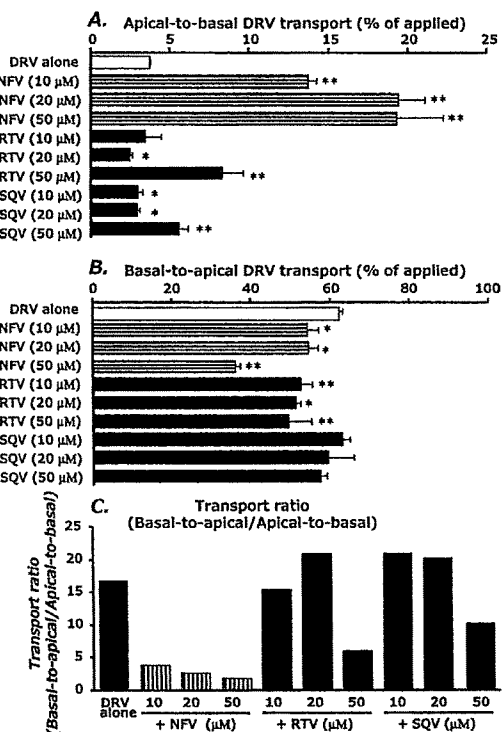 A. Apical-to-basal DRV transport (% of applied)
0 5 10 15 20 25
DRV alone
NFV (10 µM) **
NFV (20 µM) **
NFV (50 µM) **
RTV (10 µM)
RTV (20 µM) *
RTV (50 µM) **
SQV (10 µM) *
SQV (20 µM) *
SQV (50 µM) **
B. Basal-to-apical DRV transport (% of applied)
0 20 40 60 80 100
DRV alone
NFV (10 µM) *
NFV (20 µM) *
NFV (50 µM) **
RTV (10 µM) **
RTV (20 µM) *
RTV (50 µM) **
SQV (10 µM)
SQV (20 µM)
SQV (50 µM)
C. Transport ratio
(Basal-to-apical/Apical-to-basal)
Transport ratio
(Basal-to-apical/Apical-to-basal)
25
20
15
10
5
0
DRV alone 10 20 50 10 20 50 10 20 50
+ NFV (µM) + RTV (µM) + SQV (µM)